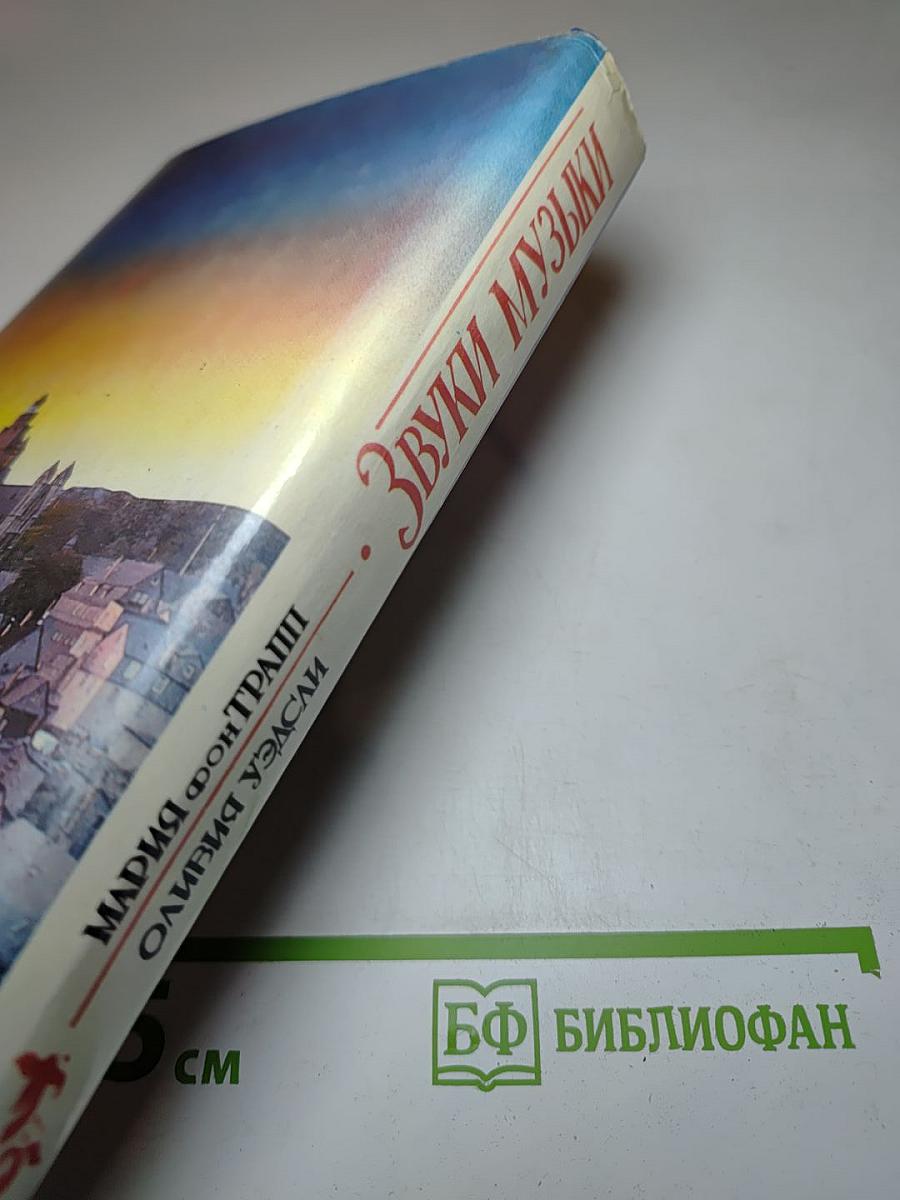 ЗВУКИ МУЗЫКИ
МАРИЯ фон ТРАПП
ОЛИВИЯ УЭДСЛИ
см
БФ БИБЛИОФАН